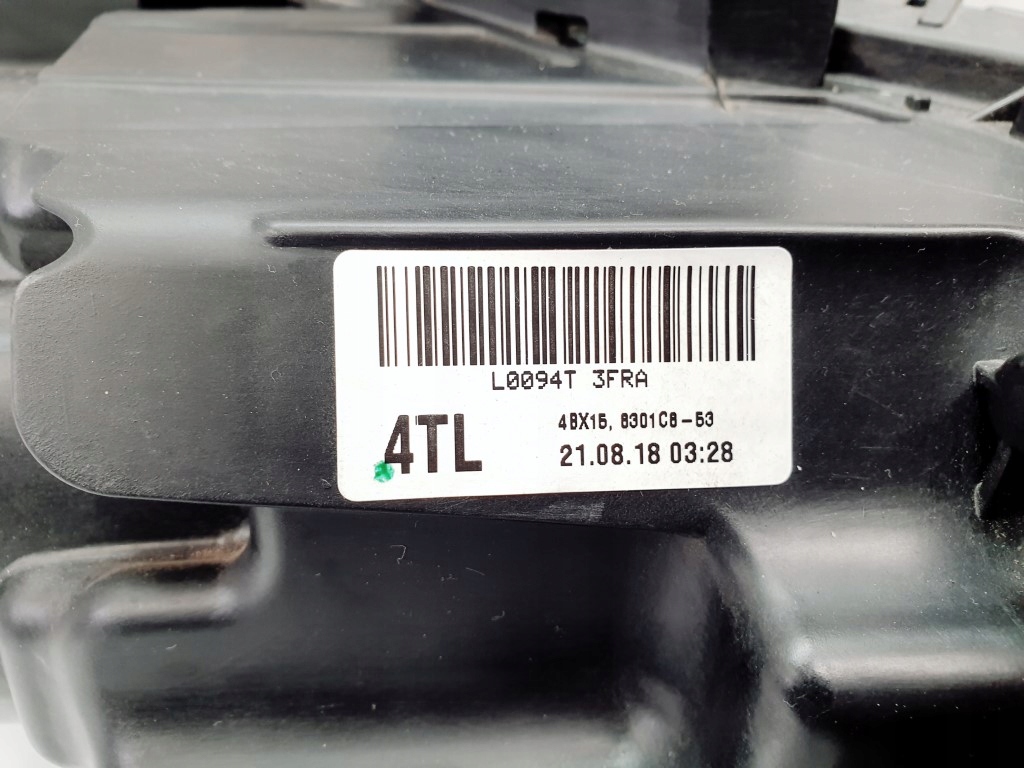 L0094T 3FRA
4TL
4BX15, 8301C8-53
21.08.18 03:28